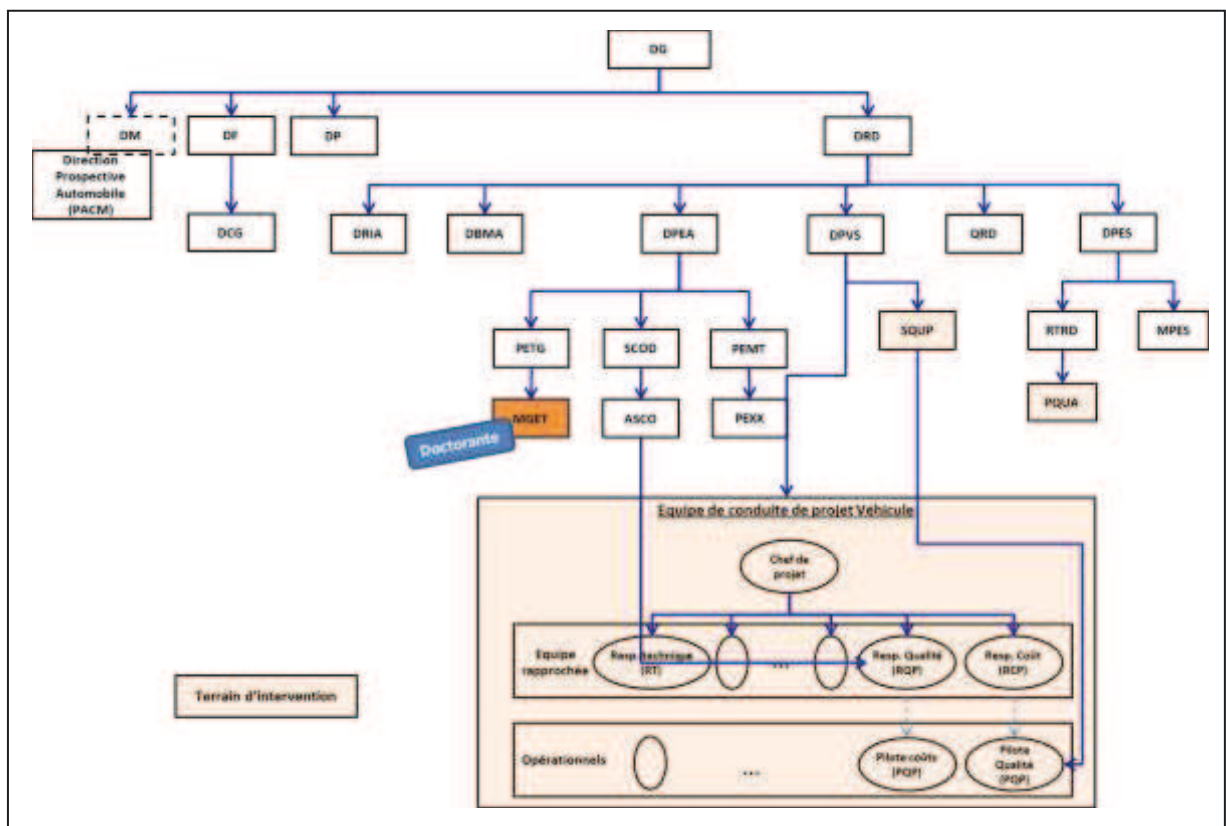 DG
DM
DF
DP
DRD
Direction
Prospective
Automobile
(PACM)
DCG
DRIA
DBMA
DPEA
DPVS
QRD
DPES
PETG
SCOD
PEMT
SQUP
RTRD
MPES
MGET
ASCO
PEXX
PQUA
Doctorante
Equipe de conduite de projet Véhicule
Chef de
projet
Equipe
rapprochée
Resp. technique
(RT)
...
Resp. Qualité
(RQP)
Resp. Coût
(RCP)
Terrain d'intervention
Opérationnels
...
Pilote coûts
(PQP)
Pilote
Qualité
(PQP)